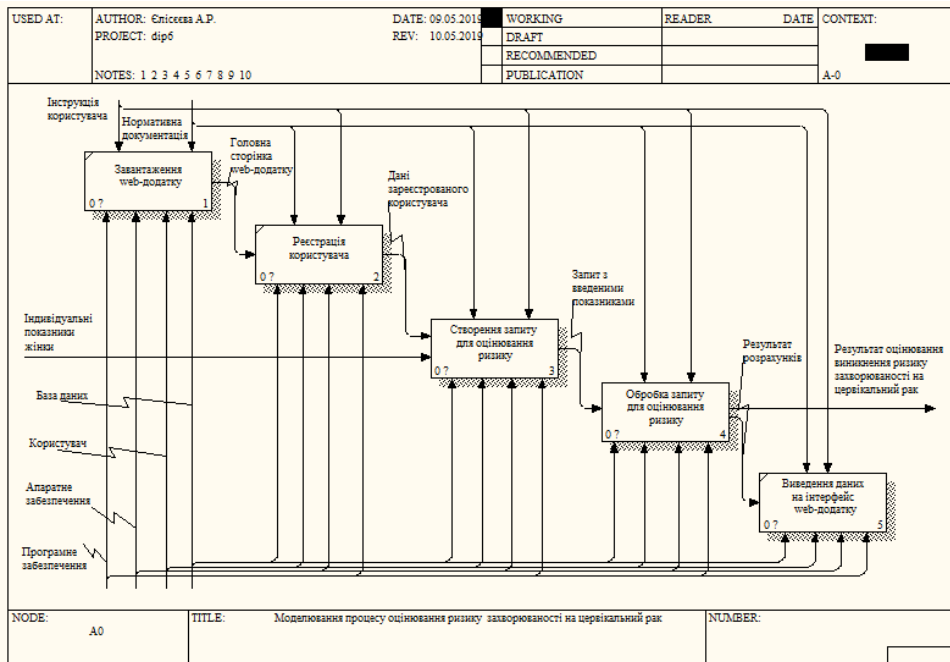 USED AT:
AUTHOR: Єлісєєва А.Р.
DATE: 09.05.2019
PROJECT: dip6
REV: 10.05.2019
NOTES: 1 2 3 4 5 6 7 8 9 10
WORKING
DRAFT
RECOMMENDED
PUBLICATION
READER
DATE
CONTEXT:
A-0
Інструкція
користувача
Нормативна
документація
Завантаження
web-додатку
0 ?
1
Головна
сторінка
web-додатку
Реєстрація
користувача
0 ?
2
Дані
зареєстрованого
користувача
Індивідуальні
показники
жінки
Створення запиту
для оцінювання
ризику
0 ?
3
Запит з
введеними
показниками
Обробка запиту
для оцінювання
ризику
0 ?
4
Результат
розрахунків
Результат оцінювання
виникнення ризику
захворюваності на
цервікальний рак
База даних
Користувач
Апаратне
забезпечення
Програмне
забезпечення
Виведення даних
на інтерфейс
web-додатку
0 ?
5
NODE:
A0
TITLE:
Моделювання процесу оцінювання ризику захворюваності на цервікальний рак
NUMBER: